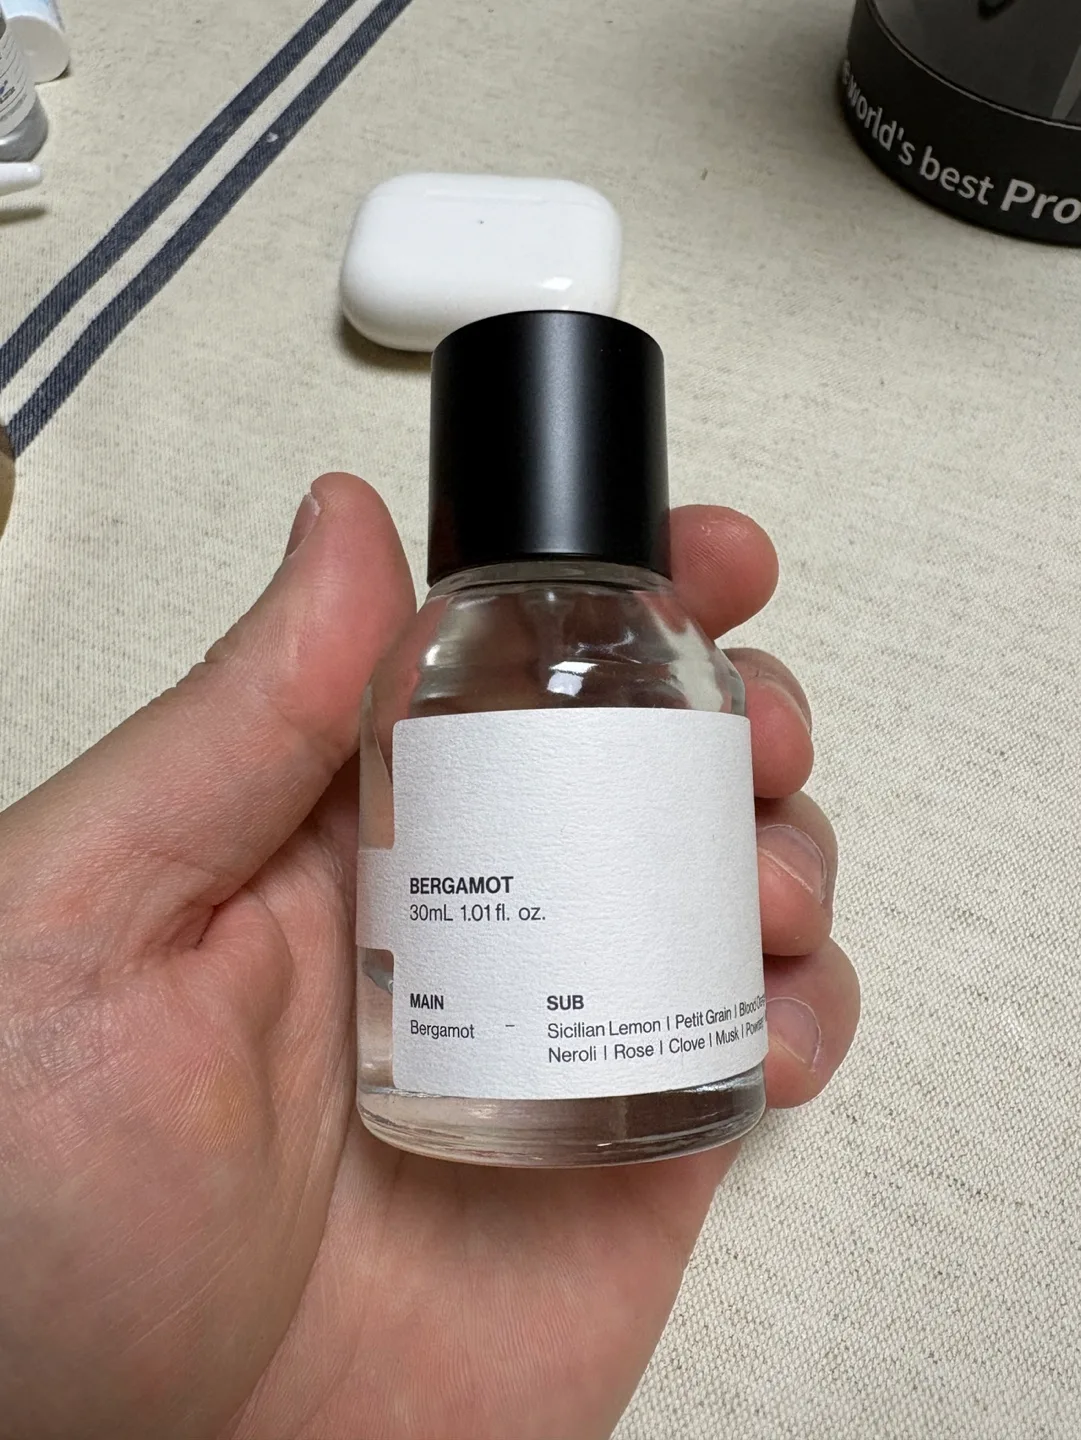 world's best Pro
BERGAMOT
30mL 1.01 fl. oz.
MAIN
Bergamot
–
SUB
Sicilian Lemon | Petit Grain | Blood
Neroli | Rose | Clove | Musk |